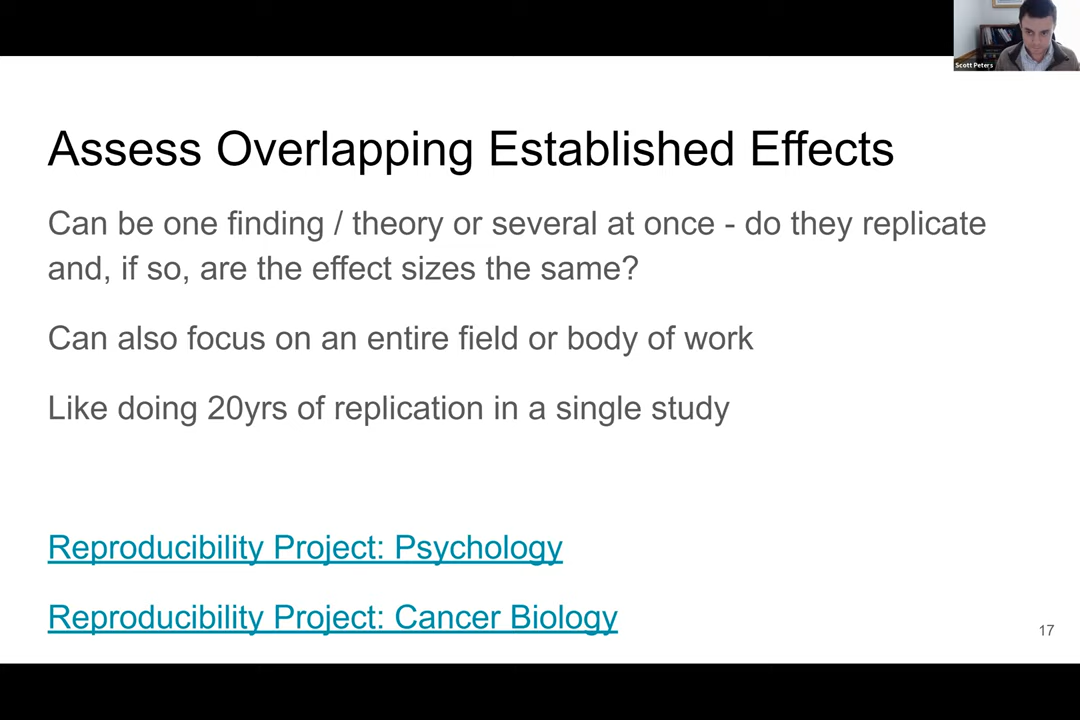 Scott Peters
Assess Overlapping Established Effects
Can be one finding / theory or several at once - do they replicate
and, if so, are the effect sizes the same?
Can also focus on an entire field or body of work
Like doing 20yrs of replication in a single study
Reproducibility Project: Psychology
Reproducibility Project: Cancer Biology
17